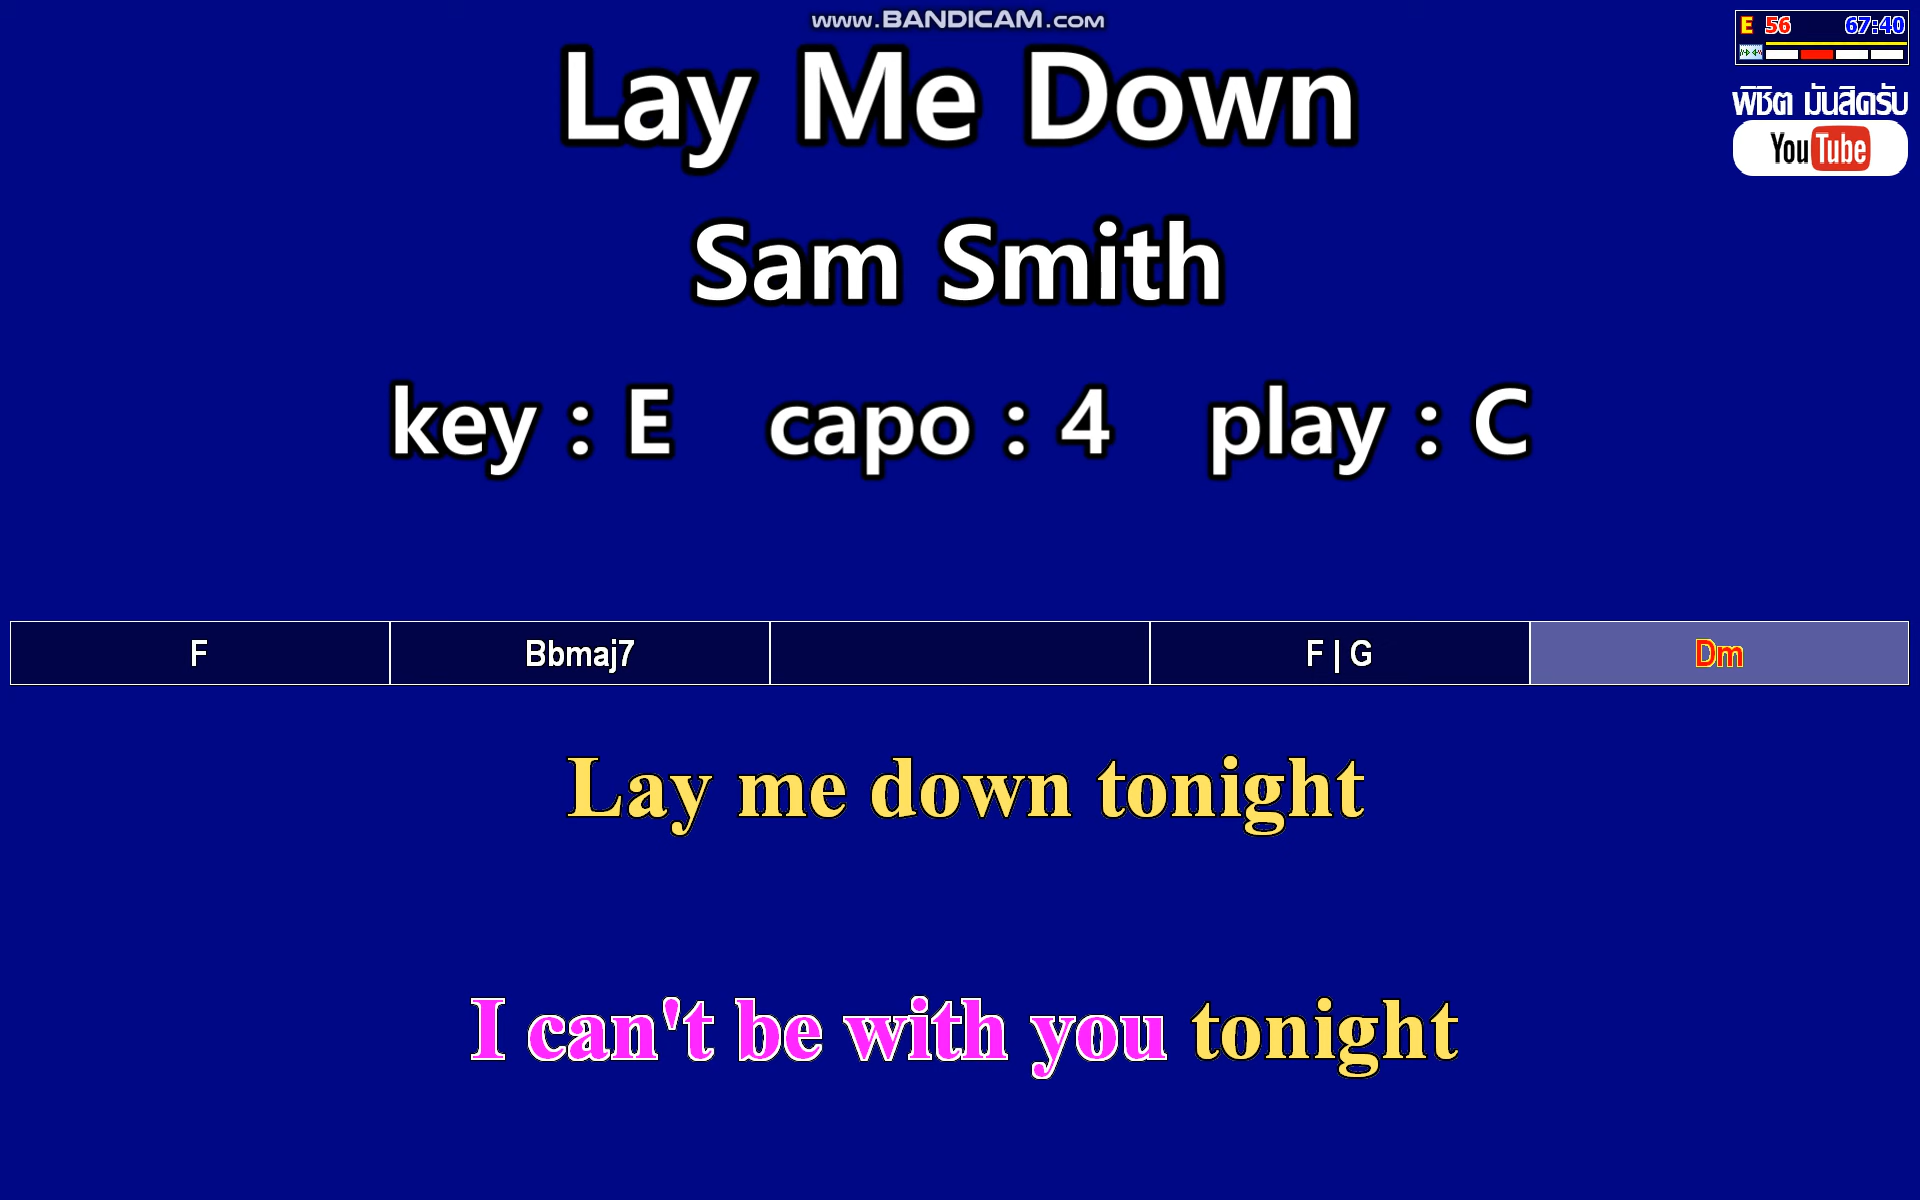 www.BANDICAM.com
E 56 67:40
Lay Me Down
พิชิต มันสิครับ
YouTube
Sam Smith
key : E capo : 4 play : C
F Bbmaj7 F | G Dm
Lay me down tonight
I can't be with you tonight